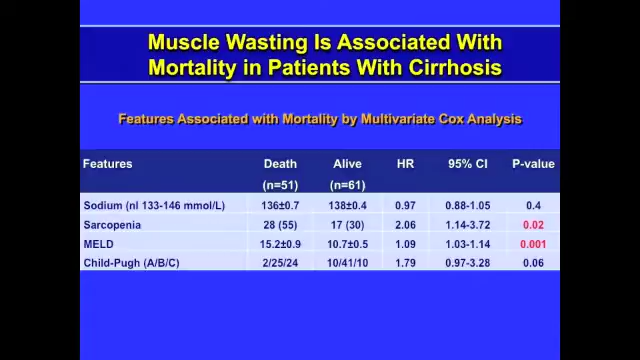 Muscle Wasting Is Associated With
Mortality in Patients With Cirrhosis
Features Associated with Mortality by Multivariate Cox Analysis
Features Death Alive HR 95% CI P-value
(n=51) (n=61)
Sodium (nl 133-146 mmol/L) 136±0.7 138±0.4 0.97 0.88-1.05 0.4
Sarcopenia 28 (55) 17 (30) 2.06 1.14-3.72 0.02
MELD 15.2±0.9 10.7±0.5 1.09 1.03-1.14 0.001
Child-Pugh (A/B/C) 2/25/24 10/41/10 1.79 0.97-3.28 0.06